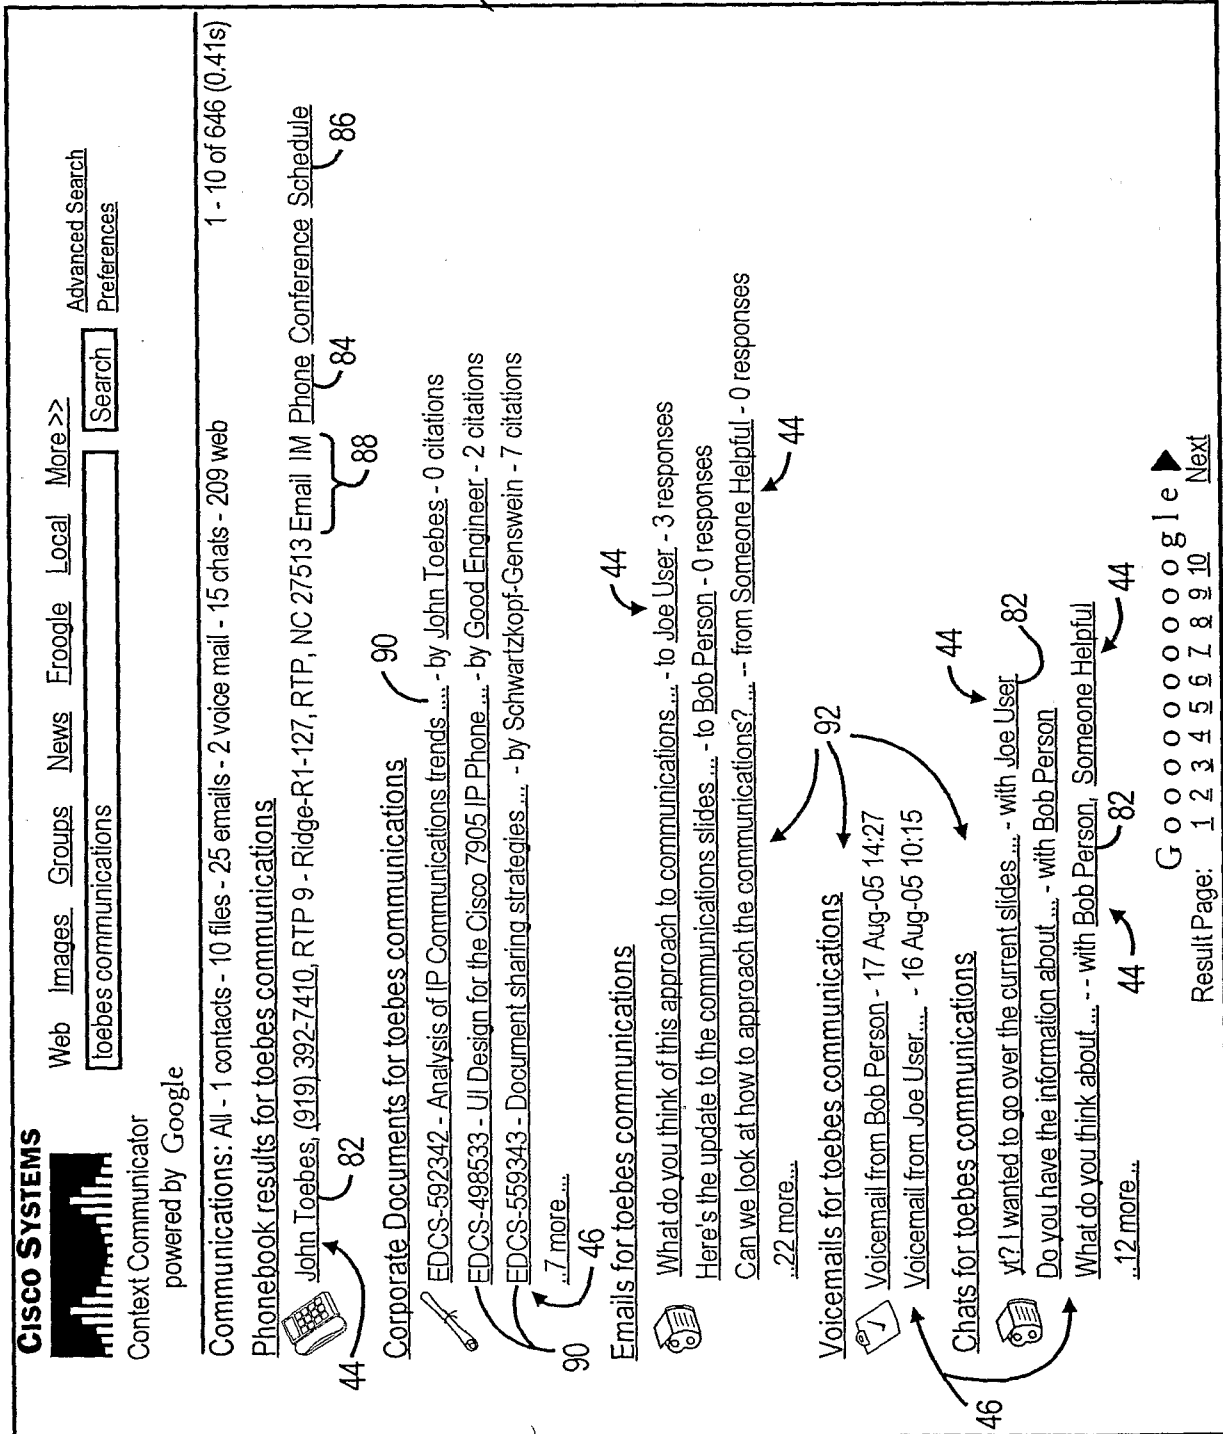 CISCO SYSTEMS
Context Communicator
powered by Google
Web Images Groups News Froogle Local More >>
toebes communications Search
Advanced Search
Preferences
Communications: All - 1 contacts - 10 files - 25 emails - 2 voice mail - 15 chats - 209 web 1 - 10 of 646 (0.41s)
Phonebook results for toebes communications
John Toebes, (919) 392-7410, RTP 9 - Ridge-R1-127, RTP, NC 27513 Email IM Phone Conference Schedule
44 82 88 84 86
Corporate Documents for toebes communications
90
EDCS-592342 - Analysis of IP Communications trends .... - by John Toebes - 0 citations
EDCS-498533 - UI Design for the Cisco 7905 IP Phone ... - by Good Engineer - 2 citations
EDCS-559343 - Document sharing strategies... - by Schwartzkopf-Genswein - 7 citations
..7 more ...
90 46
Emails for toebes communications
44
What do you think of this approach to communications ... - to Joe User - 3 responses
Here's the update to the communications slides ... - to Bob Person - 0 responses
Can we look at how to approach the communications? ... -- from Someone Helpful - 0 responses
..22 more...
44
92
Voicemails for toebes communications
Voicemail from Bob Person - 17 Aug-05 14:27
Voicemail from Joe User... - 16 Aug-05 10:15
Chats for toebes communications
44
yt? I wanted to go over the current slides ... - with Joe User
82
Do you have the information about ... - with Bob Person
What do you think about ... -- with Bob Person, Someone Helpful
..12 more...
46 44 82 44
Goooooooooogle
Result Page: 1 2 3 4 5 6 7 8 9 10 Next